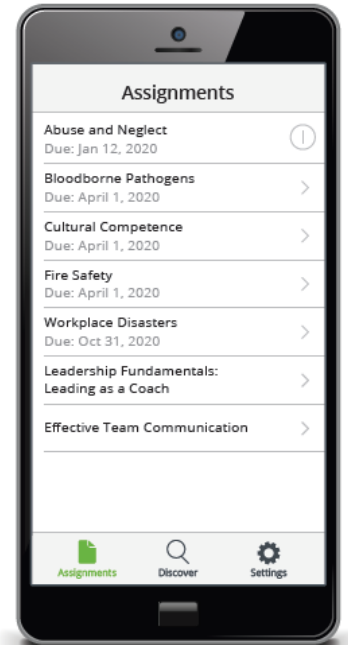 Assignments
Abuse and Neglect
Due: Jan 12, 2020
Bloodborne Pathogens
Due: April 1, 2020
Cultural Competence
Due: April 1, 2020
Fire Safety
Due: April 1, 2020
Workplace Disasters
Due: Oct 31, 2020
Leadership Fundamentals:
Leading as a Coach
Effective Team Communication
Assignments Discover Settings